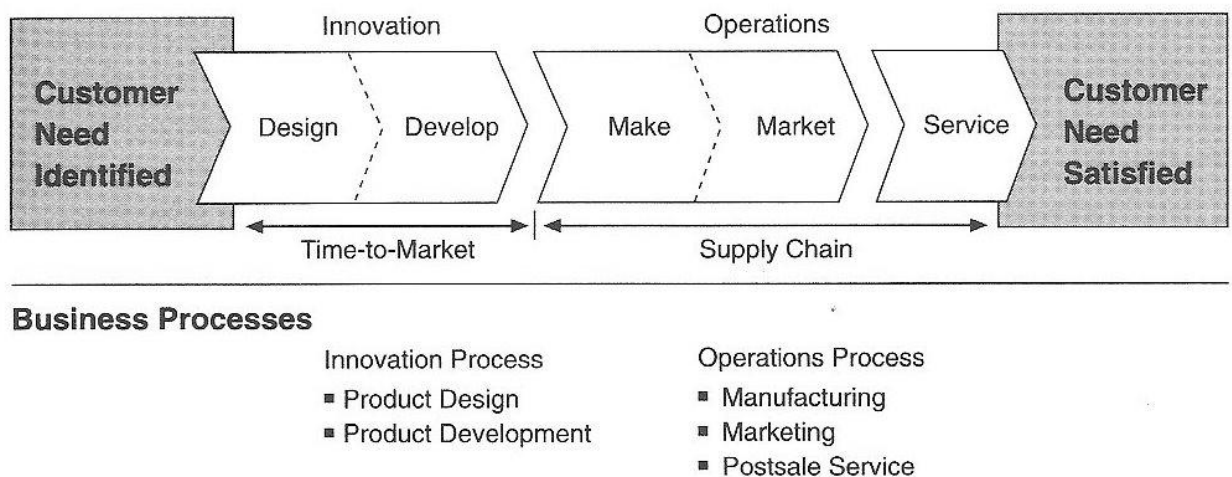 Innovation
Operations
Customer
Need
Identified
Design
Develop
Make
Market
Service
Customer
Need
Satisfied
Time-to-Market
Supply Chain
Business Processes
Innovation Process
▪ Product Design
▪ Product Development
Operations Process
▪ Manufacturing
▪ Marketing
▪ Postsale Service